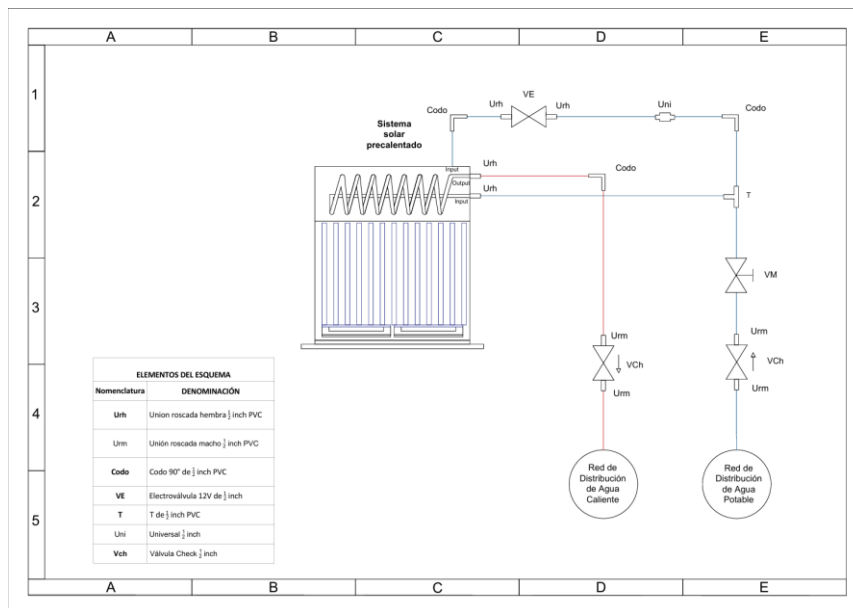 A B C D E
1
VE
Urh
Urh
Uni
Codo
Codo
Sistema
solar
precalentado
Urh
Input
Output
Codo
Urh
Input
2
T
3
VM
Urm
Urm
VCh
VCh
Urm
Urm
ELEMENTOS DEL ESQUEMA
Nomenclatura DENOMINACIÓN
Urh Union roscada hembra ½ inch PVC
Urm Unión roscada macho ½ inch PVC
Codo Codo 90° de ½ inch PVC
VE Electroválvula 12V de ½ inch
T T de ½ inch PVC
Uni Universal ½ inch
Vch Válvula Check ½ inch
4
Red de
Distribución
de Agua
Caliente
Red de
Distribución
de Agua
Potable
5
A B C D E